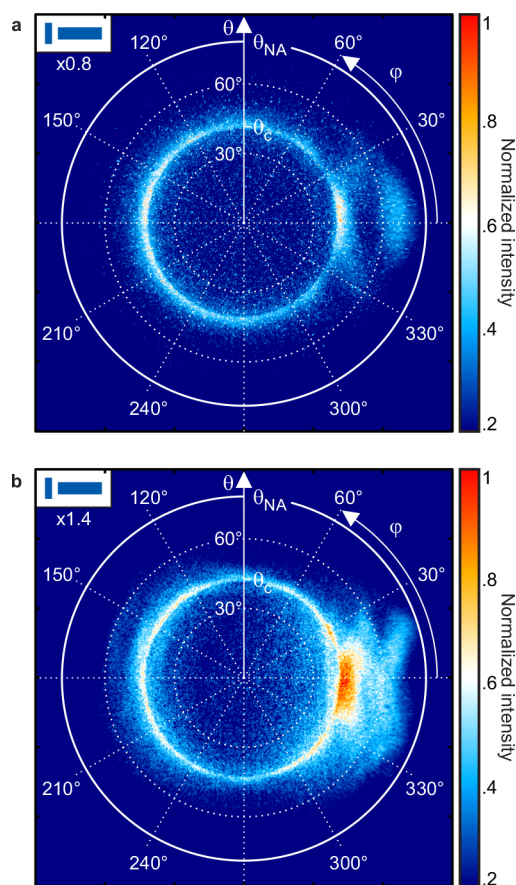 a
x0.8
θ
θNA
θc
φ
120°
60°
60°
150°
30°
30°
210°
330°
240°
300°
1
.8
.6
.4
.2
Normalized intensity
b
x1.4
θ
θNA
θc
φ
120°
60°
60°
150°
30°
30°
210°
330°
240°
300°
1
.8
.6
.4
.2
Normalized intensity